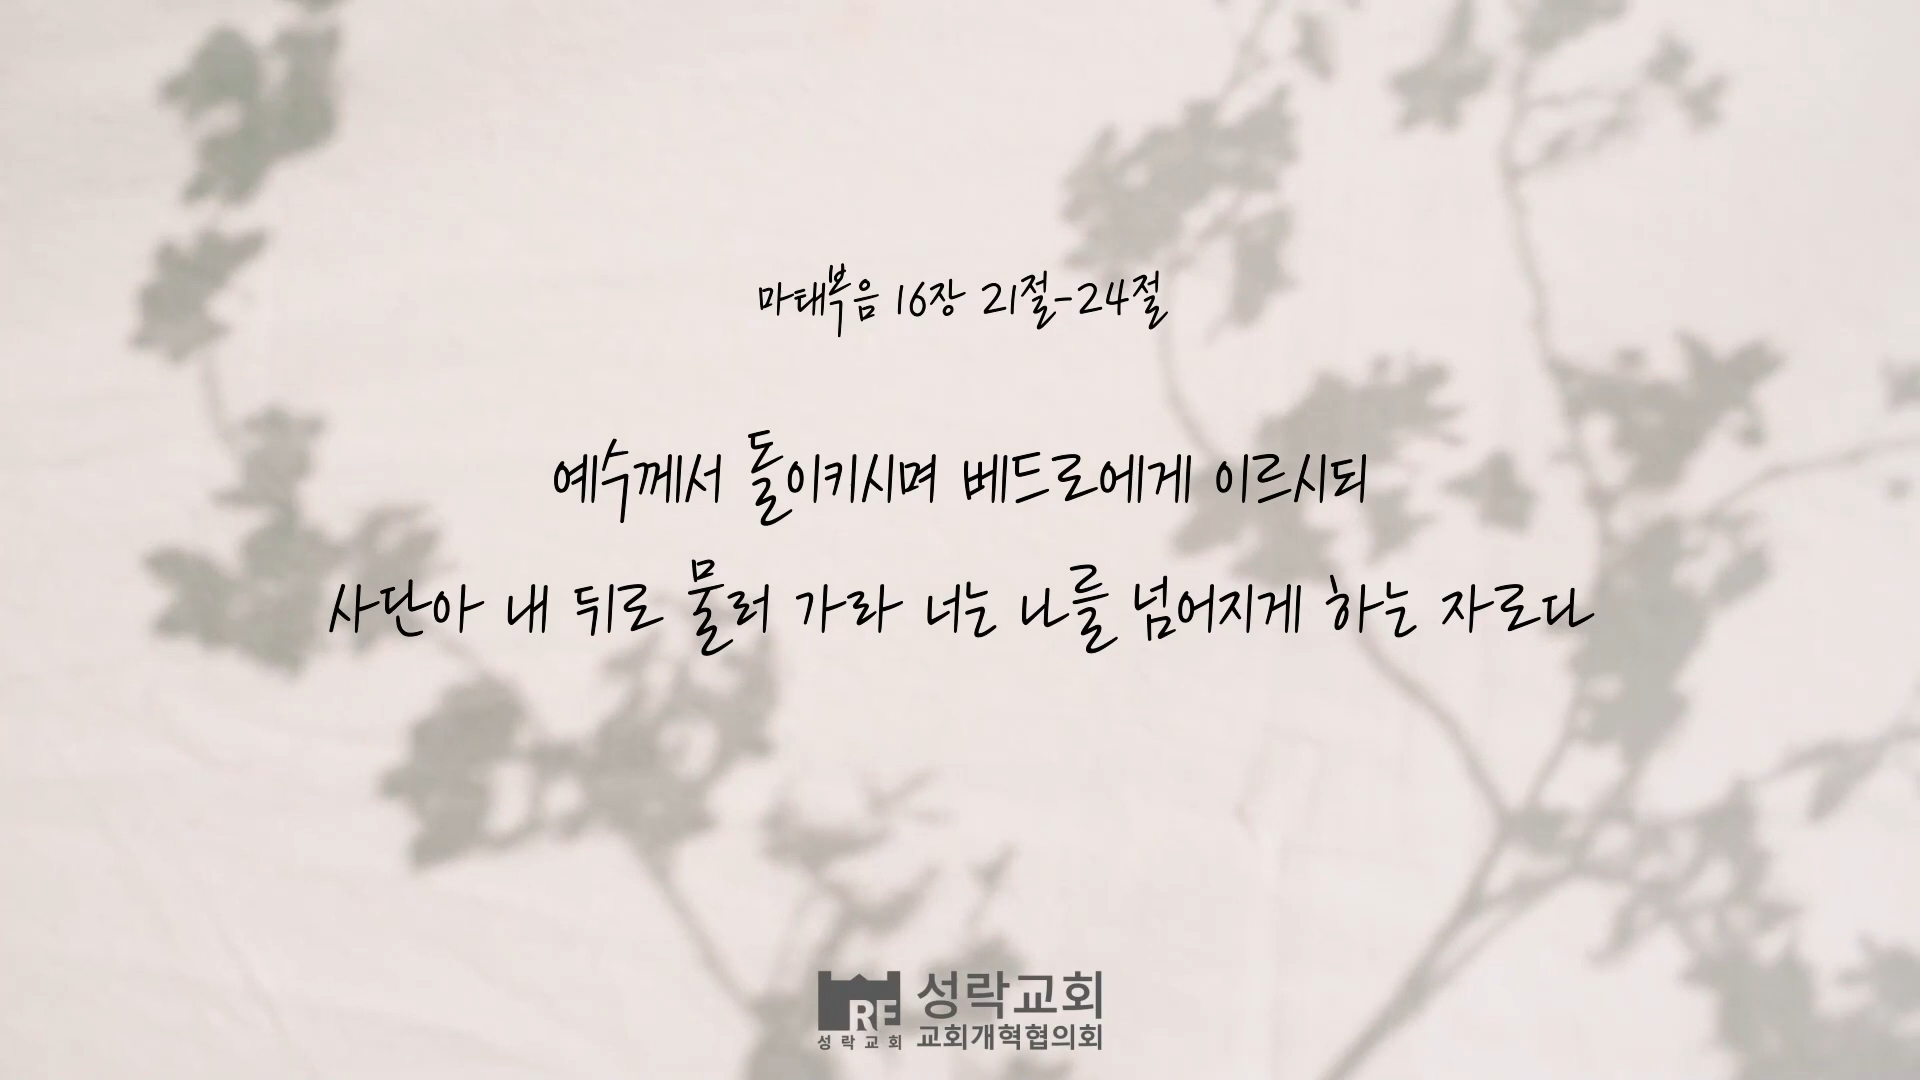 마태복음 16장 21절-24절
예수께서 돌이키시며 베드로에게 이르시되
사단아 내 뒤로 물러 가라 너는 나를 넘어지게 하는 자로다
RE 성락교회
성락교회 교회개혁협의회